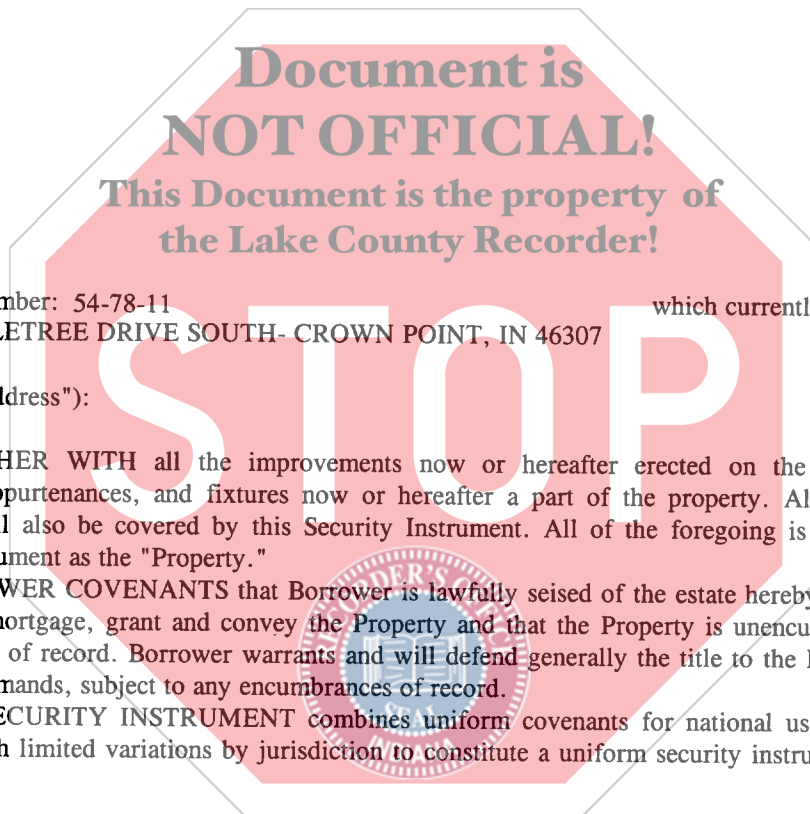 Document is
NOT OFFICIAL!
This Document is the property of
the Lake County Recorder!
mber: 54-78-11 which currentl
LETREE DRIVE SOUTH- CROWN POINT, IN 46307
ddress"):
HER WITH all the improvements now or hereafter erected on the
ppurtenances, and fixtures now or hereafter a part of the property. Al
ll also be covered by this Security Instrument. All of the foregoing is
ument as the "Property."
WER COVENANTS that Borrower is lawfully seised of the estate hereby
mortgage, grant and convey the Property and that the Property is unencu
of record. Borrower warrants and will defend generally the title to the
mands, subject to any encumbrances of record.
ECURITY INSTRUMENT combines uniform covenants for national us
h limited variations by jurisdiction to constitute a uniform security instru
STOP
SEAL